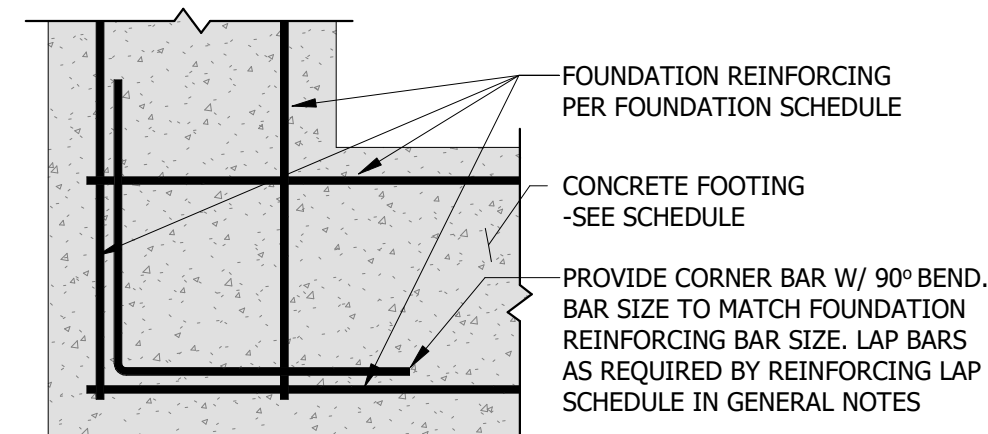 FOUNDATION REINFORCING
PER FOUNDATION SCHEDULE
CONCRETE FOOTING
-SEE SCHEDULE
PROVIDE CORNER BAR W/ 90º BEND.
BAR SIZE TO MATCH FOUNDATION
REINFORCING BAR SIZE. LAP BARS
AS REQUIRED BY REINFORCING LAP
SCHEDULE IN GENERAL NOTES